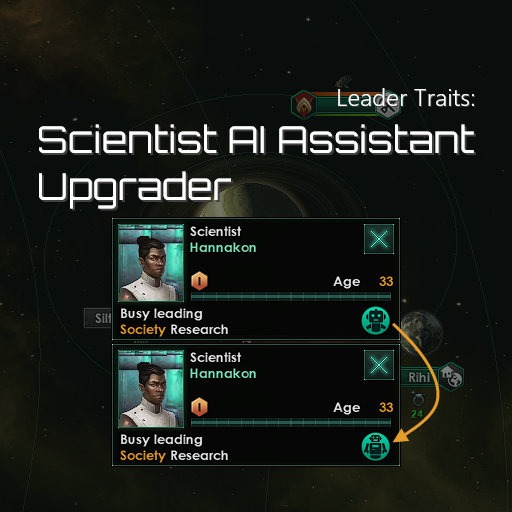 Leader Traits:
Scientist AI Assistant
Upgrader
Scientist
Hannakon
I
Age 33
Busy leading
Society Research
Silt
Scientist
Hannakon
I
Age 33
Busy leading
Society Research
Rihi
24